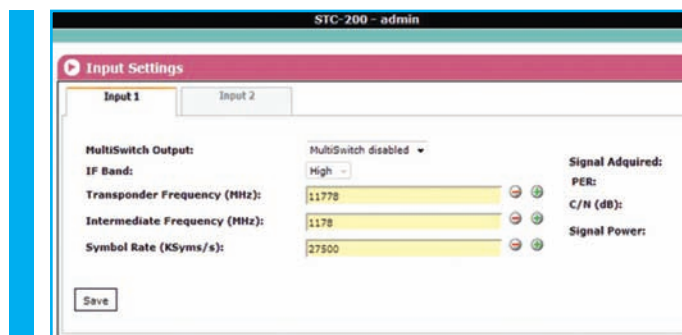 STC-200 - admin
Input Settings
Input 1
Input 2
MultiSwitch Output: MultiSwitch disabled
IF Band: High
Transponder Frequency (MHz): 11778
Intermediate Frequency (MHz): 1178
Symbol Rate (KSyms/s): 27500
Signal Adquired:
PER:
C/N (dB):
Signal Power:
Save